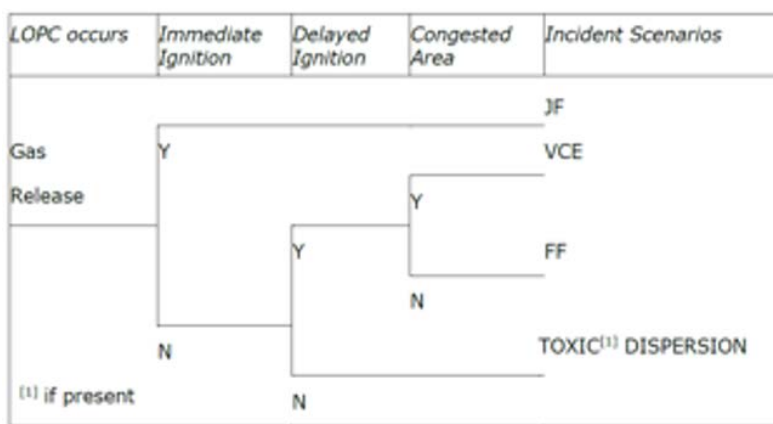 LOPC occurs
Immediate Ignition
Delayed Ignition
Congested Area
Incident Scenarios
JF
Gas
Y
VCE
Release
Y
Y
FF
N
N
TOXIC[1] DISPERSION
[1] if present
N